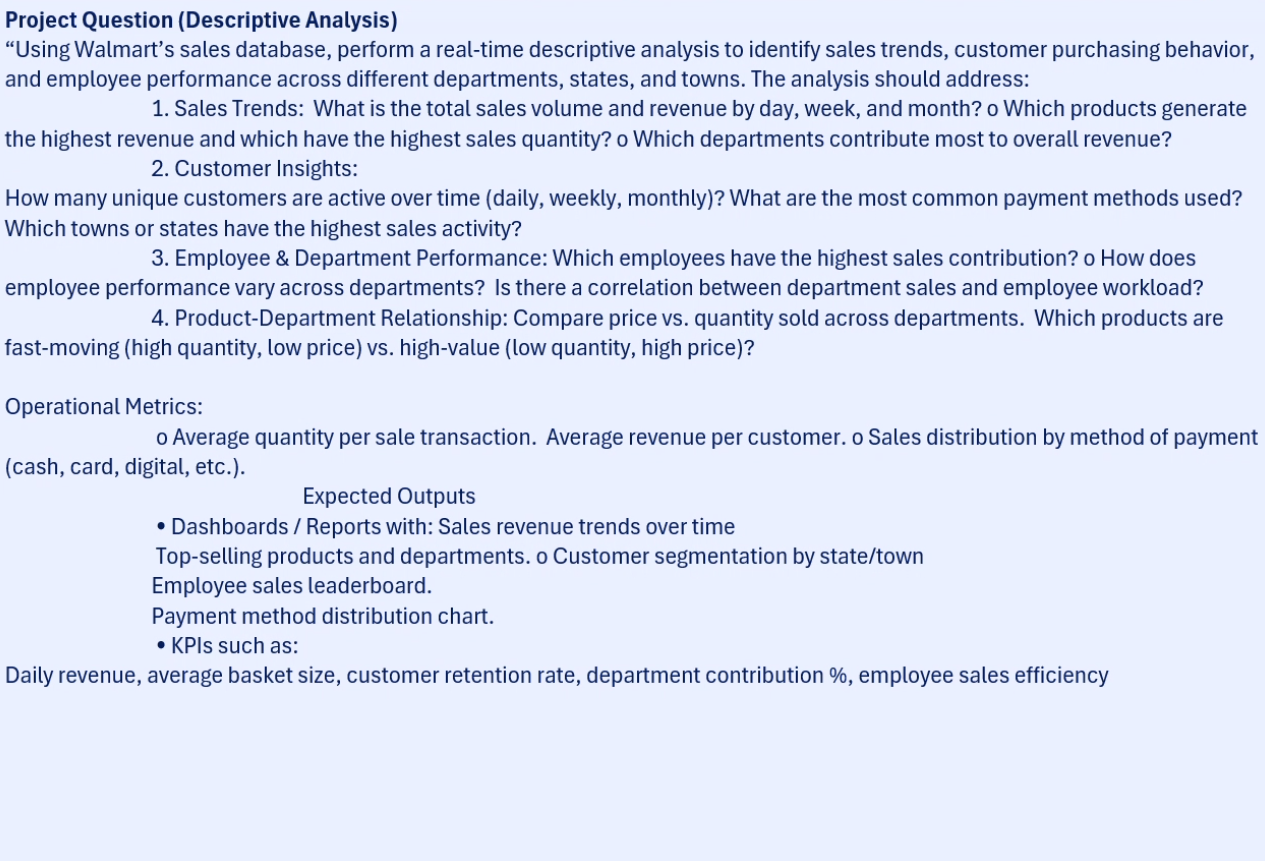 Project Question (Descriptive Analysis)
“Using Walmart’s sales database, perform a real-time descriptive analysis to identify sales trends, customer purchasing behavior,
and employee performance across different departments, states, and towns. The analysis should address:
1. Sales Trends:  What is the total sales volume and revenue by day, week, and month? o Which products generate
the highest revenue and which have the highest sales quantity? o Which departments contribute most to overall revenue?
2. Customer Insights:
How many unique customers are active over time (daily, weekly, monthly)? What are the most common payment methods used?
Which towns or states have the highest sales activity?
3. Employee & Department Performance: Which employees have the highest sales contribution? o How does
employee performance vary across departments?  Is there a correlation between department sales and employee workload?
4. Product-Department Relationship: Compare price vs. quantity sold across departments.  Which products are
fast-moving (high quantity, low price) vs. high-value (low quantity, high price)?
Operational Metrics:
o Average quantity per sale transaction.  Average revenue per customer. o Sales distribution by method of payment
(cash, card, digital, etc.).
Expected Outputs
• Dashboards / Reports with: Sales revenue trends over time
Top-selling products and departments. o Customer segmentation by state/town
Employee sales leaderboard.
Payment method distribution chart.
• KPIs such as:
Daily revenue, average basket size, customer retention rate, department contribution %, employee sales efficiency